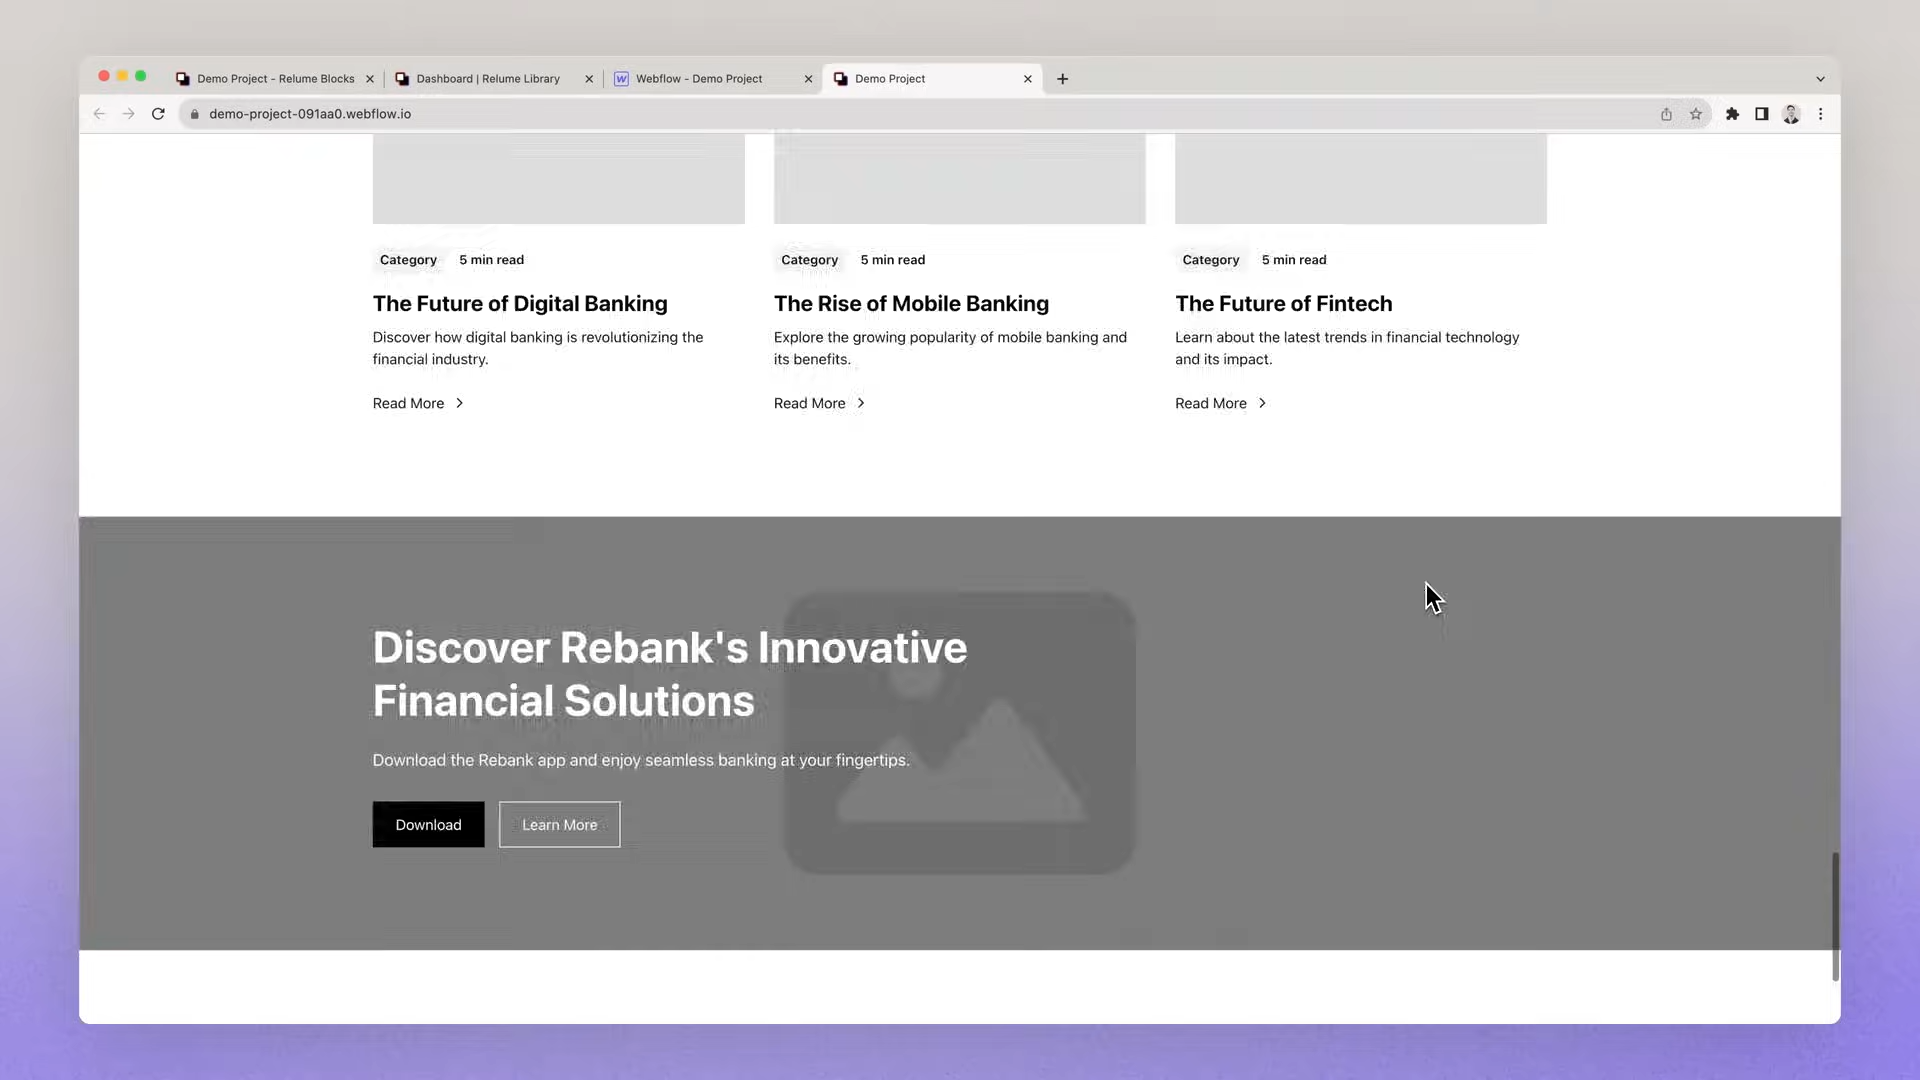 Demo Project - Relume Blocks
Dashboard | Relume Library
Webflow - Demo Project
Demo Project
demo-project-091aa0.webflow.io
Category 5 min read
The Future of Digital Banking
Discover how digital banking is revolutionizing the
financial industry.
Read More
Category 5 min read
The Rise of Mobile Banking
Explore the growing popularity of mobile banking and
its benefits.
Read More
Category 5 min read
The Future of Fintech
Learn about the latest trends in financial technology
and its impact.
Read More
Discover Rebank's Innovative
Financial Solutions
Download the Rebank app and enjoy seamless banking at your fingertips.
Download
Learn More